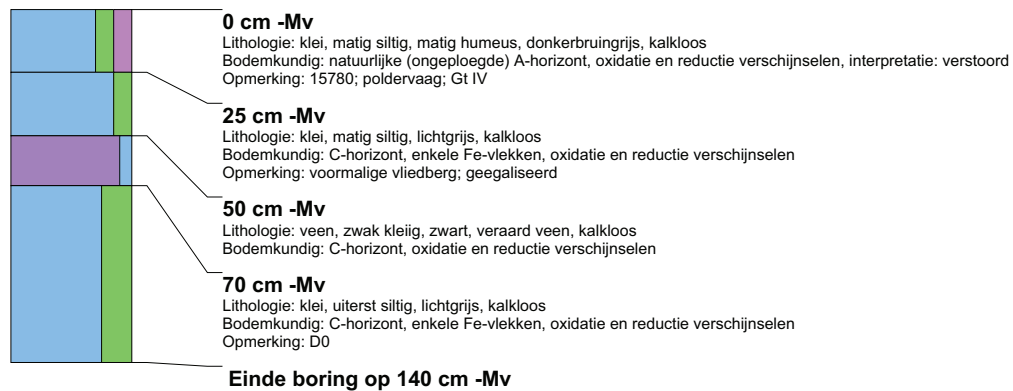 0 cm -Mv
Lithologie: klei, matig siltig, matig humeus, donkerbruingrijs, kalkloos
Bodemkundig: natuurlijke (ongeploegde) A-horizont, oxidatie en reductie verschijnselen, interpretatie: verstoord
Opmerking: 15780; poldervaag; Gt IV
25 cm -Mv
Lithologie: klei, matig siltig, lichtgrijs, kalkloos
Bodemkundig: C-horizont, enkele Fe-vlekken, oxidatie en reductie verschijnselen
Opmerking: voormalige vliedberg; geegaliseerd
50 cm -Mv
Lithologie: veen, zwak kleiig, zwart, veraard veen, kalkloos
Bodemkundig: C-horizont, oxidatie en reductie verschijnselen
70 cm -Mv
Lithologie: klei, uiterst siltig, lichtgrijs, kalkloos
Bodemkundig: C-horizont, enkele Fe-vlekken, oxidatie en reductie verschijnselen
Opmerking: D0
Einde boring op 140 cm -Mv